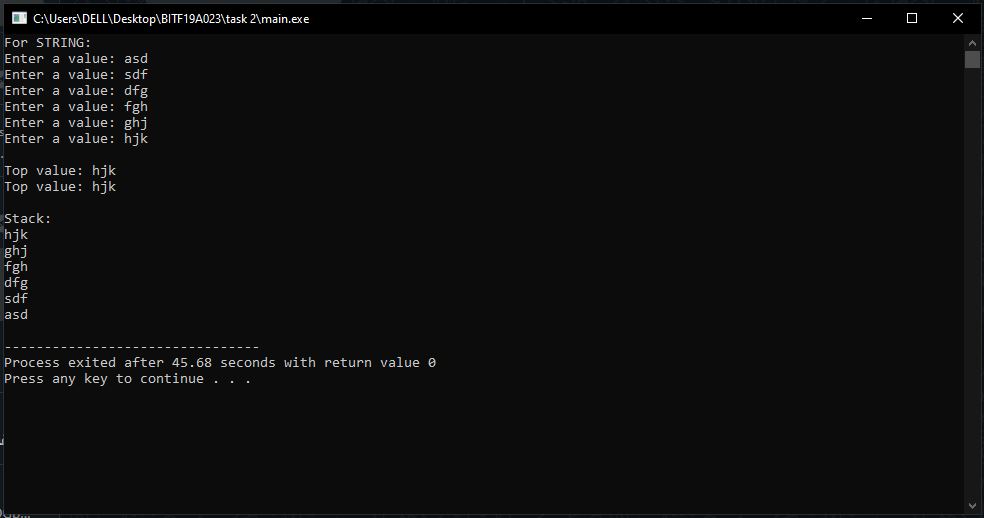 C:\Users\DELL\Desktop\BITF19A023\task 2\main.exe
For STRING:
Enter a value: asd
Enter a value: sdf
Enter a value: dfg
Enter a value: fgh
Enter a value: ghj
Enter a value: hjk
Top value: hjk
Top value: hjk
Stack:
hjk
ghj
fgh
dfg
sdf
asd
--------------------------------
Process exited after 45.68 seconds with return value 0
Press any key to continue . . .